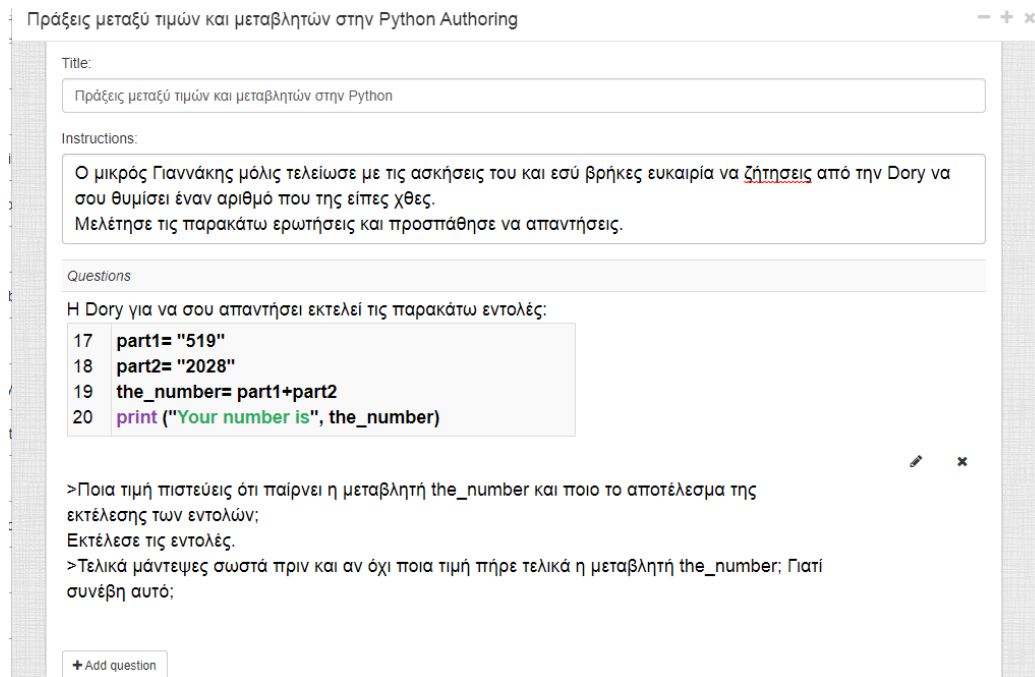 Πράξεις μεταξύ τιμών και μεταβλητών στην Python Authoring
Title:
Πράξεις μεταξύ τιμών και μεταβλητών στην Python
Instructions:
Ο μικρός Γιαννάκης μόλις τελείωσε με τις ασκήσεις του και εσύ βρήκες ευκαιρία να ζήτησεις από την Dory να
σου θυμίσει έναν αριθμό που της είπες χθες.
Μελέτησε τις παρακάτω ερωτήσεις και προσπάθησε να απαντήσεις.
Questions
Η Dory για να σου απαντήσει εκτελεί τις παρακάτω εντολές:
17 part1= "519"
18 part2= "2028"
19 the_number= part1+part2
20 print ("Your number is", the_number)
>Ποια τιμή πιστεύεις ότι παίρνει η μεταβλητή the_number και ποιο το αποτέλεσμα της
εκτέλεσης των εντολών;
Εκτέλεσε τις εντολές.
>Τελικά μάντεψες σωστά πριν και αν όχι ποια τιμή πήρε τελικά η μεταβλητή the_number; Γιατί
συνέβη αυτό;
+ Add question